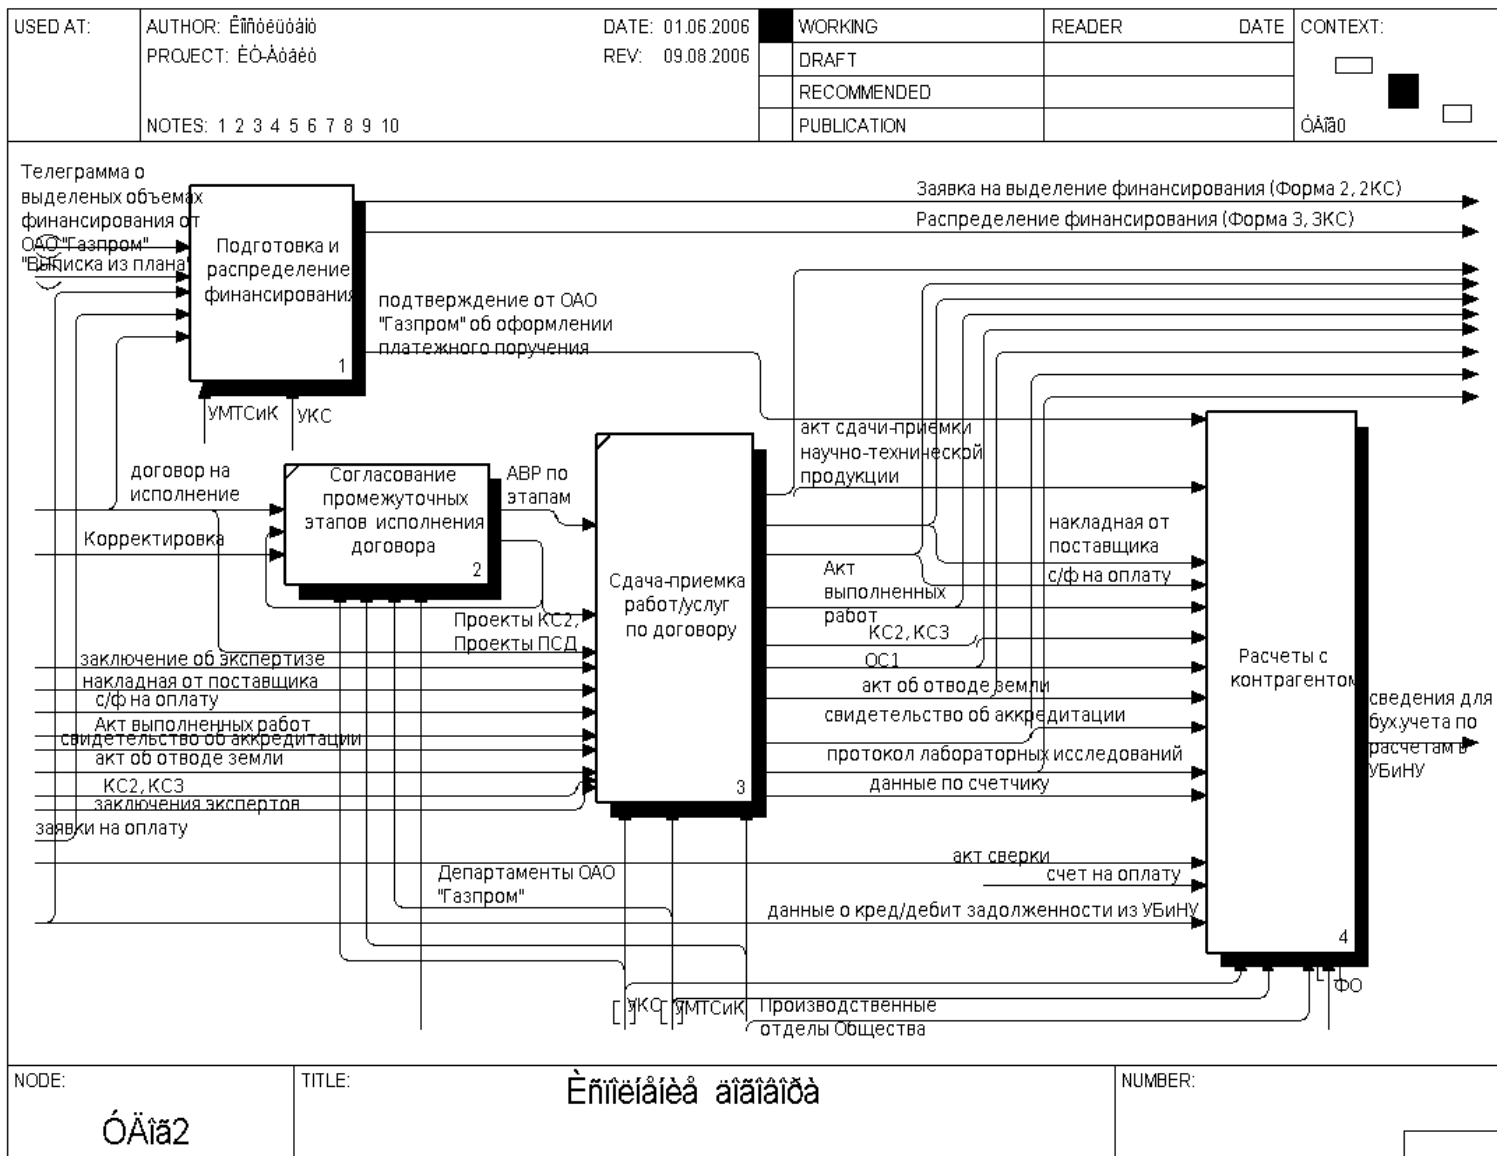 USED AT:
AUTHOR: Êîíñóëüòàíò
DATE: 01.06.2006
WORKING
READER
DATE
CONTEXT:
REV: 09.08.2006
DRAFT
RECOMMENDED
NOTES: 1 2 3 4 5 6 7 8 9 10
PUBLICATION
Телеграмма о
выделеных объемах
финансирования от
ОАО "Газпром"
"Выписка из плана"
Подготовка и
распределение
финансирования
1
Заявка на выделение финансирования (Форма 2, 2КС)
Распределение финансирования (Форма 3, 3КС)
подтверждение от ОАО
"Газпром" об оформлении
платежного поручения
УМТСиК
УКС
договор на
исполнение
Корректировка
Согласование
промежуточных
этапов исполнения
договора
2
АВР по
этапам
Проекты КС2,
Проекты ПСД
Сдача-приемка
работ/услуг
по договору
3
заключение об экспертизе
накладная от поставщика
с/ф на оплату
Акт выполненных работ
свидетельство об аккредитации
акт об отводе земли
КС2, КС3
заключения экспертов
заявки на оплату
акт сдачи-приемки
научно-технической
продукции
накладная от
поставщика
с/ф на оплату
Акт
выполненных
работ
КС2, КС3
ОС1
акт об отводе земли
свидетельство об аккредитации
протокол лабораторных исследований
данные по счетчику
акт сверки
счет на оплату
данные о кред/дебит задолженности из УБиНУ
Расчеты с
контрагентом
4
сведения для
бух.учета по
расчетам в
УБиНУ
Департаменты ОАО
"Газпром"
УКС
УМТСиК
Производственные
отделы Общества
ФО
NODE:
TITLE:
NUMBER:
ÓÄîã2
Èñïîëíåíèå äîãîâîðà